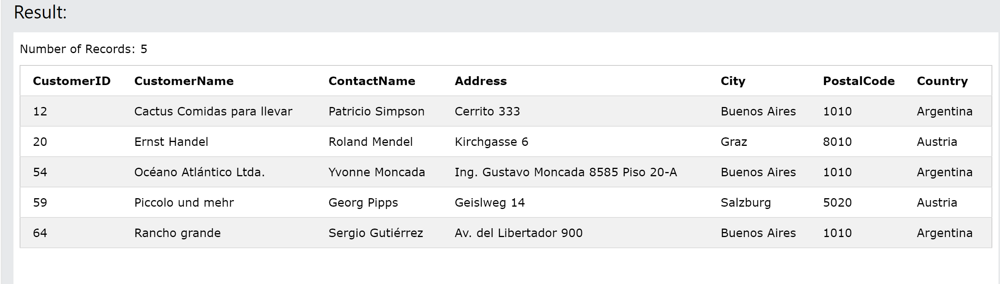 Result:
Number of Records: 5
CustomerID CustomerName ContactName Address City PostalCode Country
12 Cactus Comidas para llevar Patricio Simpson Cerrito 333 Buenos Aires 1010 Argentina
20 Ernst Handel Roland Mendel Kirchgasse 6 Graz 8010 Austria
54 Océano Atlántico Ltda. Yvonne Moncada Ing. Gustavo Moncada 8585 Piso 20-A Buenos Aires 1010 Argentina
59 Piccolo und mehr Georg Pipps Geislweg 14 Salzburg 5020 Austria
64 Rancho grande Sergio Gutiérrez Av. del Libertador 900 Buenos Aires 1010 Argentina